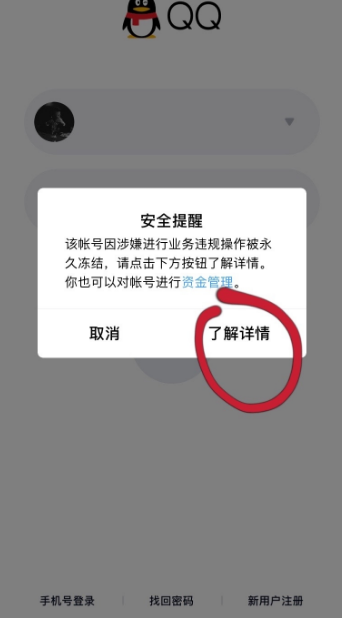 QQ
安全提醒
该帐号因涉嫌进行业务违规操作被永
久冻结，请点击下方按钮了解详情。
你也可以对帐号进行资金管理。
取消 了解详情
手机号登录 找回密码 新用户注册